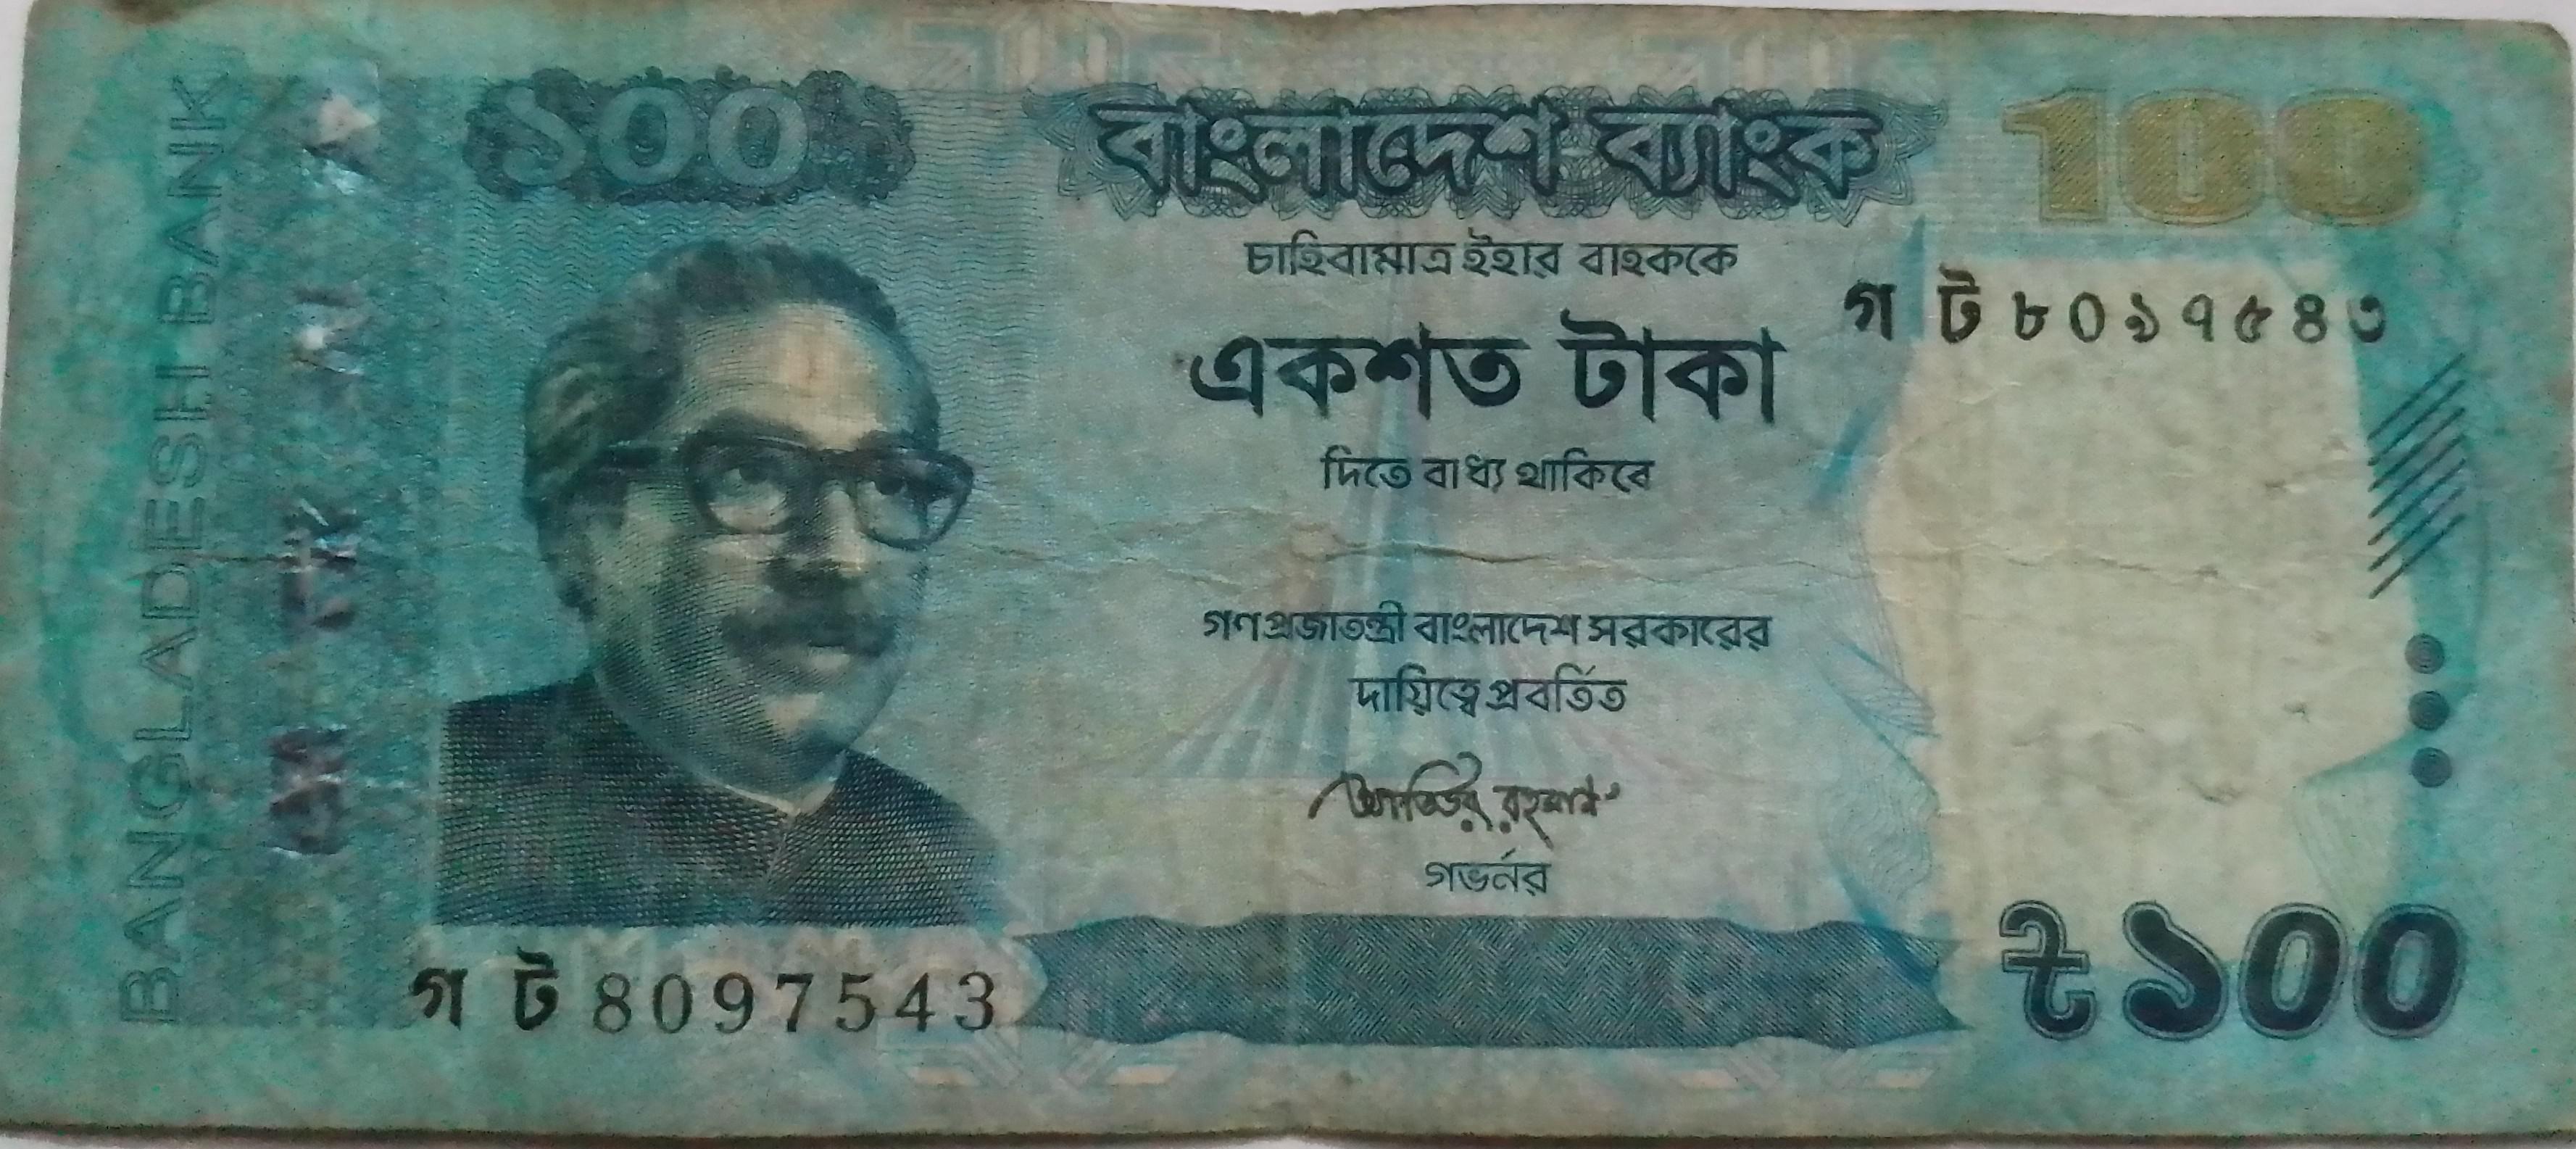 BANGLADESH BANK
১০০
বাংলাদেশ ব্যাংক
100
চাহিবামাত্র ইহার বাহককে
গ ট ৮০৯৭৫৪৩
একশত টাকা
দিতে বাধ্য থাকিবে
গণপ্রজাতন্ত্রী বাংলাদেশ সরকারের
দায়িত্বে প্রবর্তিত
আতিউর রহমান
গভর্নর
গ ট 8097543
৳১০০